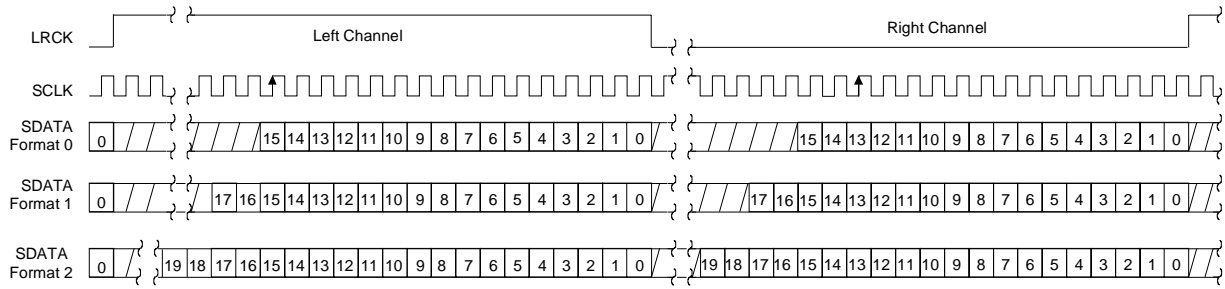 LRCK Left Channel Right Channel
SCLK
SDATA
Format 0 0 15 14 13 12 11 10 9 8 7 6 5 4 3 2 1 0 15 14 13 12 11 10 9 8 7 6 5 4 3 2 1 0
SDATA
Format 1 0 17 16 15 14 13 12 11 10 9 8 7 6 5 4 3 2 1 0 17 16 15 14 13 12 11 10 9 8 7 6 5 4 3 2 1 0
SDATA
Format 2 0 19 18 17 16 15 14 13 12 11 10 9 8 7 6 5 4 3 2 1 0 19 18 17 16 15 14 13 12 11 10 9 8 7 6 5 4 3 2 1 0